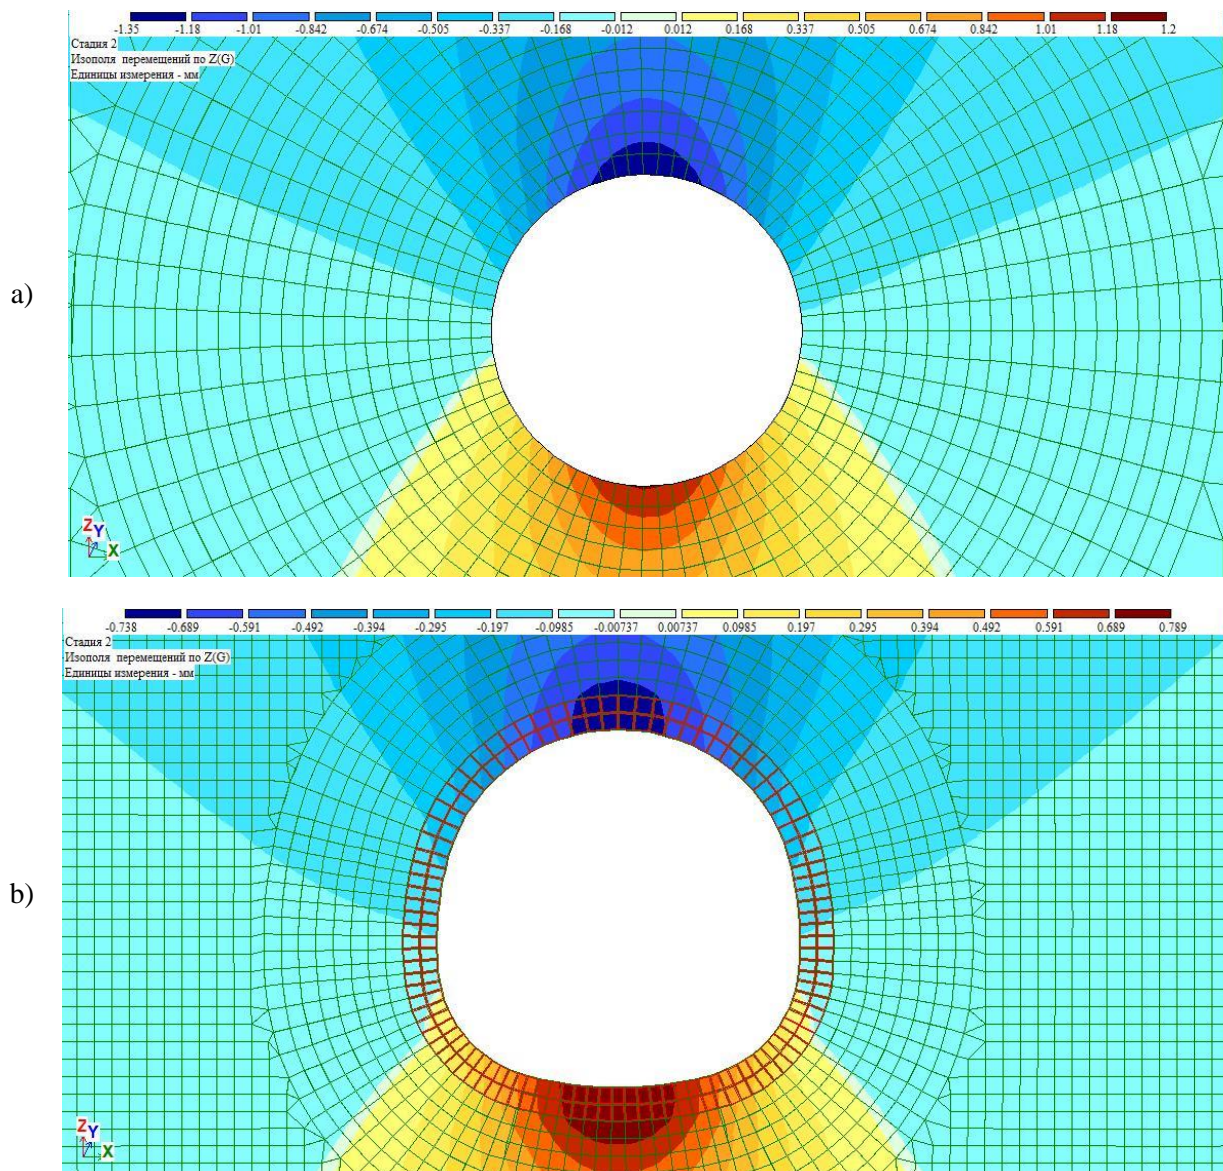 -1.35 -1.18 -1.01 -0.842 -0.674 -0.505 -0.337 -0.168 -0.012 0.012 0.168 0.337 0.505 0.674 0.842 1.01 1.18 1.2
Стадия 2
Изополя перемещений по Z(G)
Единицы измерения - мм
a)
Z Y
X
-0.738 -0.689 -0.591 -0.492 -0.394 -0.295 -0.197 -0.0985 -0.00737 0.00737 0.0985 0.197 0.295 0.394 0.492 0.591 0.689 0.789
Стадия 2
Изополя перемещений по Z(G)
Единицы измерения - мм
b)
Z Y
X